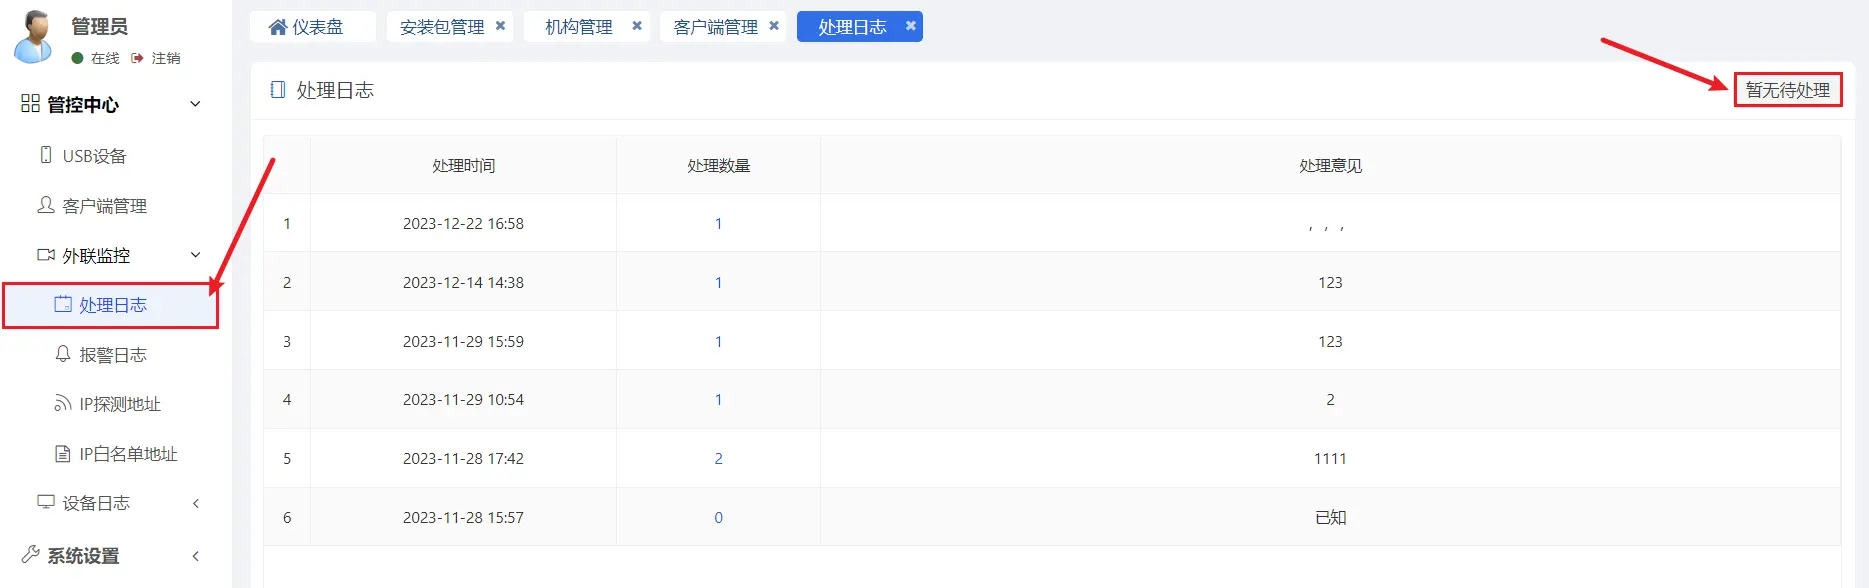 管理员
在线 注销
管控中心
USB设备
客户端管理
外联监控
处理日志
报警日志
IP探测地址
IP白名单地址
设备日志
系统设置
仪表盘 安装包管理 机构管理 客户端管理 处理日志
处理日志 暂无待处理
处理时间 处理数量 处理意见
1 2023-12-22 16:58 1 ，，，
2 2023-12-14 14:38 1 123
3 2023-11-29 15:59 1 123
4 2023-11-29 10:54 1 2
5 2023-11-28 17:42 2 1111
6 2023-11-28 15:57 0 已知